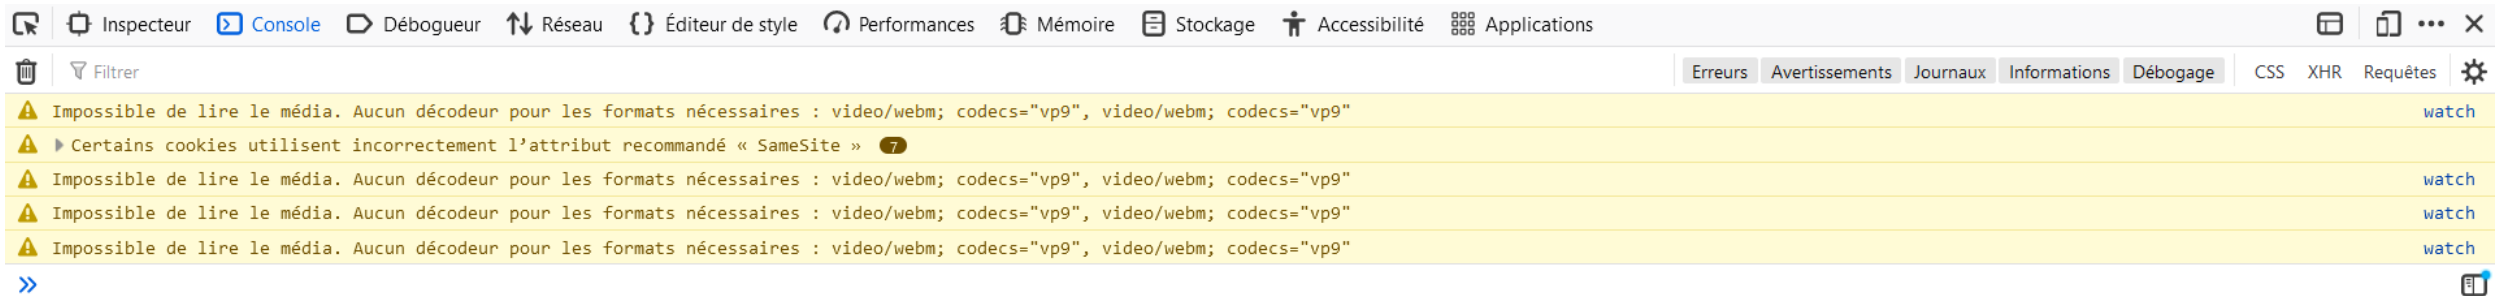 Inspecteur Console Débogueur Réseau Éditeur de style Performances Mémoire Stockage Accessibilité Applications
Filtrer Erreurs Avertissements Journaux Informations Débogage CSS XHR Requêtes
Impossible de lire le média. Aucun décodeur pour les formats nécessaires : video/webm; codecs="vp9", video/webm; codecs="vp9" watch
Certains cookies utilisent incorrectement l’attribut recommandé « SameSite » 7
Impossible de lire le média. Aucun décodeur pour les formats nécessaires : video/webm; codecs="vp9", video/webm; codecs="vp9" watch
Impossible de lire le média. Aucun décodeur pour les formats nécessaires : video/webm; codecs="vp9", video/webm; codecs="vp9" watch
Impossible de lire le média. Aucun décodeur pour les formats nécessaires : video/webm; codecs="vp9", video/webm; codecs="vp9" watch